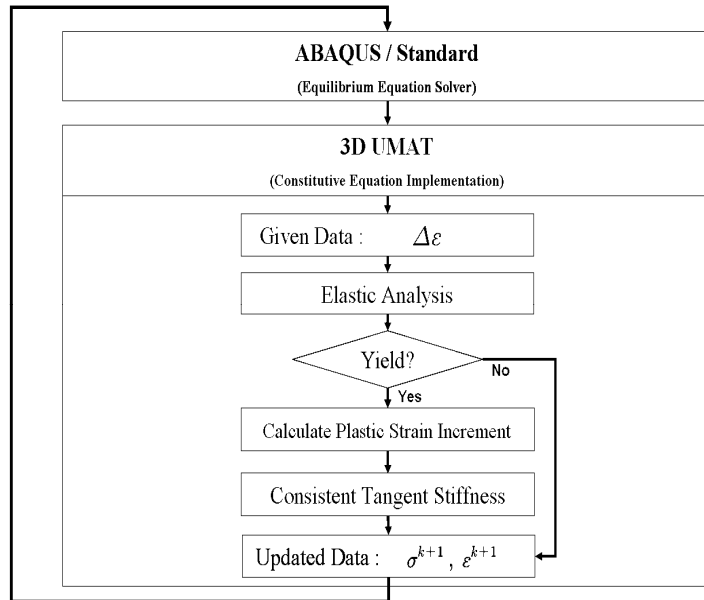 ABAQUS / Standard
(Equilibrium Equation Solver)
3D UMAT
(Constitutive Equation Implementation)
Given Data : Δε
Elastic Analysis
Yield?
No
Yes
Calculate Plastic Strain Increment
Consistent Tangent Stiffness
Updated Data : σ^{k+1} , ε^{k+1}